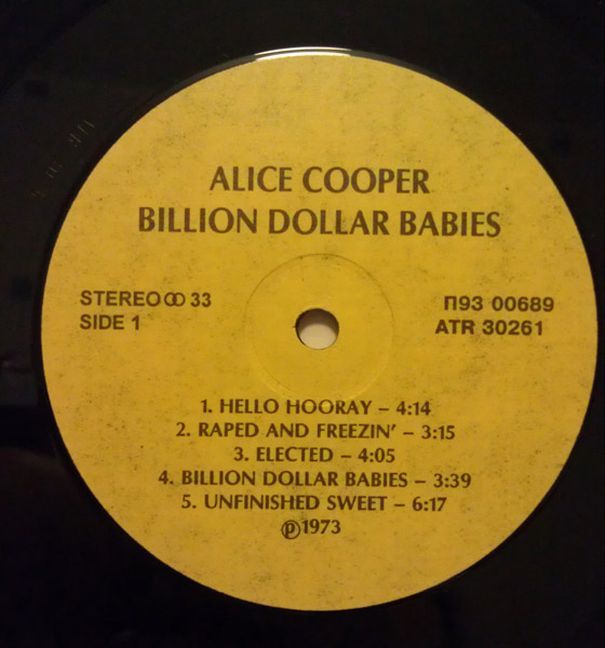 ALICE COOPER
BILLION DOLLAR BABIES
STEREO ꝏ 33
SIDE 1
П93 00689
ATR 30261
1. HELLO HOORAY – 4:14
2. RAPED AND FREEZIN' – 3:15
3. ELECTED – 4:05
4. BILLION DOLLAR BABIES – 3:39
5. UNFINISHED SWEET – 6:17
℗1973